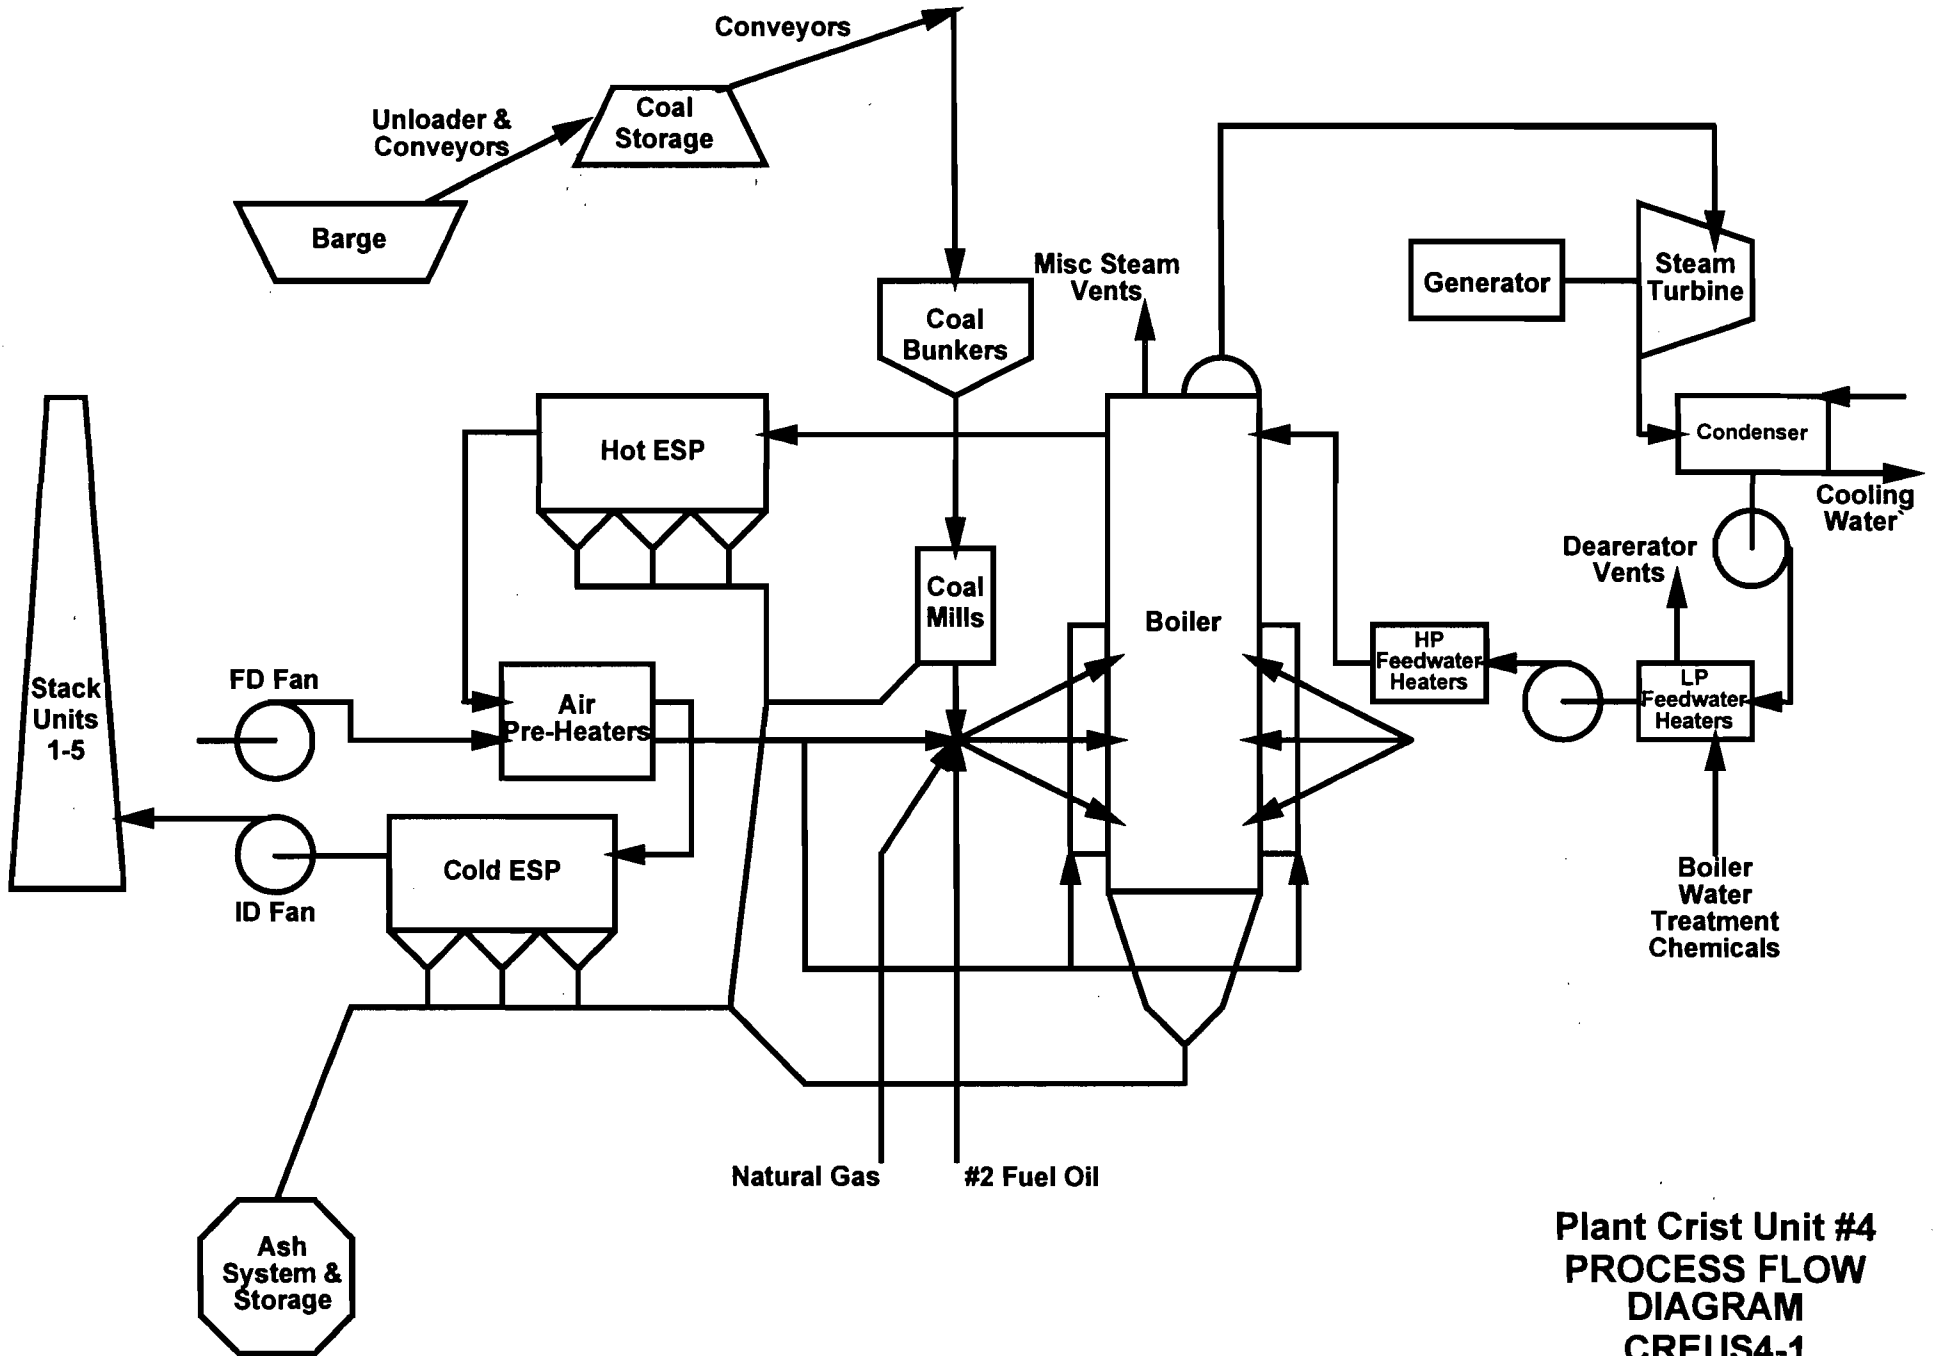 Conveyors
Unloader &
Conveyors
Coal
Storage
Barge
Misc Steam
Vents
Coal
Bunkers
Generator
Steam
Turbine
Hot ESP
Condenser
Cooling
Water
Dearerator
Vents
Coal
Mills
Boiler
HP
Feedwater
Heaters
LP
Feedwater
Heaters
Stack
Units
1-5
FD Fan
Air
Pre-Heaters
Cold ESP
ID Fan
Boiler
Water
Treatment
Chemicals
Natural Gas
#2 Fuel Oil
Ash
System &
Storage
Plant Crist Unit #4
PROCESS FLOW
DIAGRAM
CREUS4-1